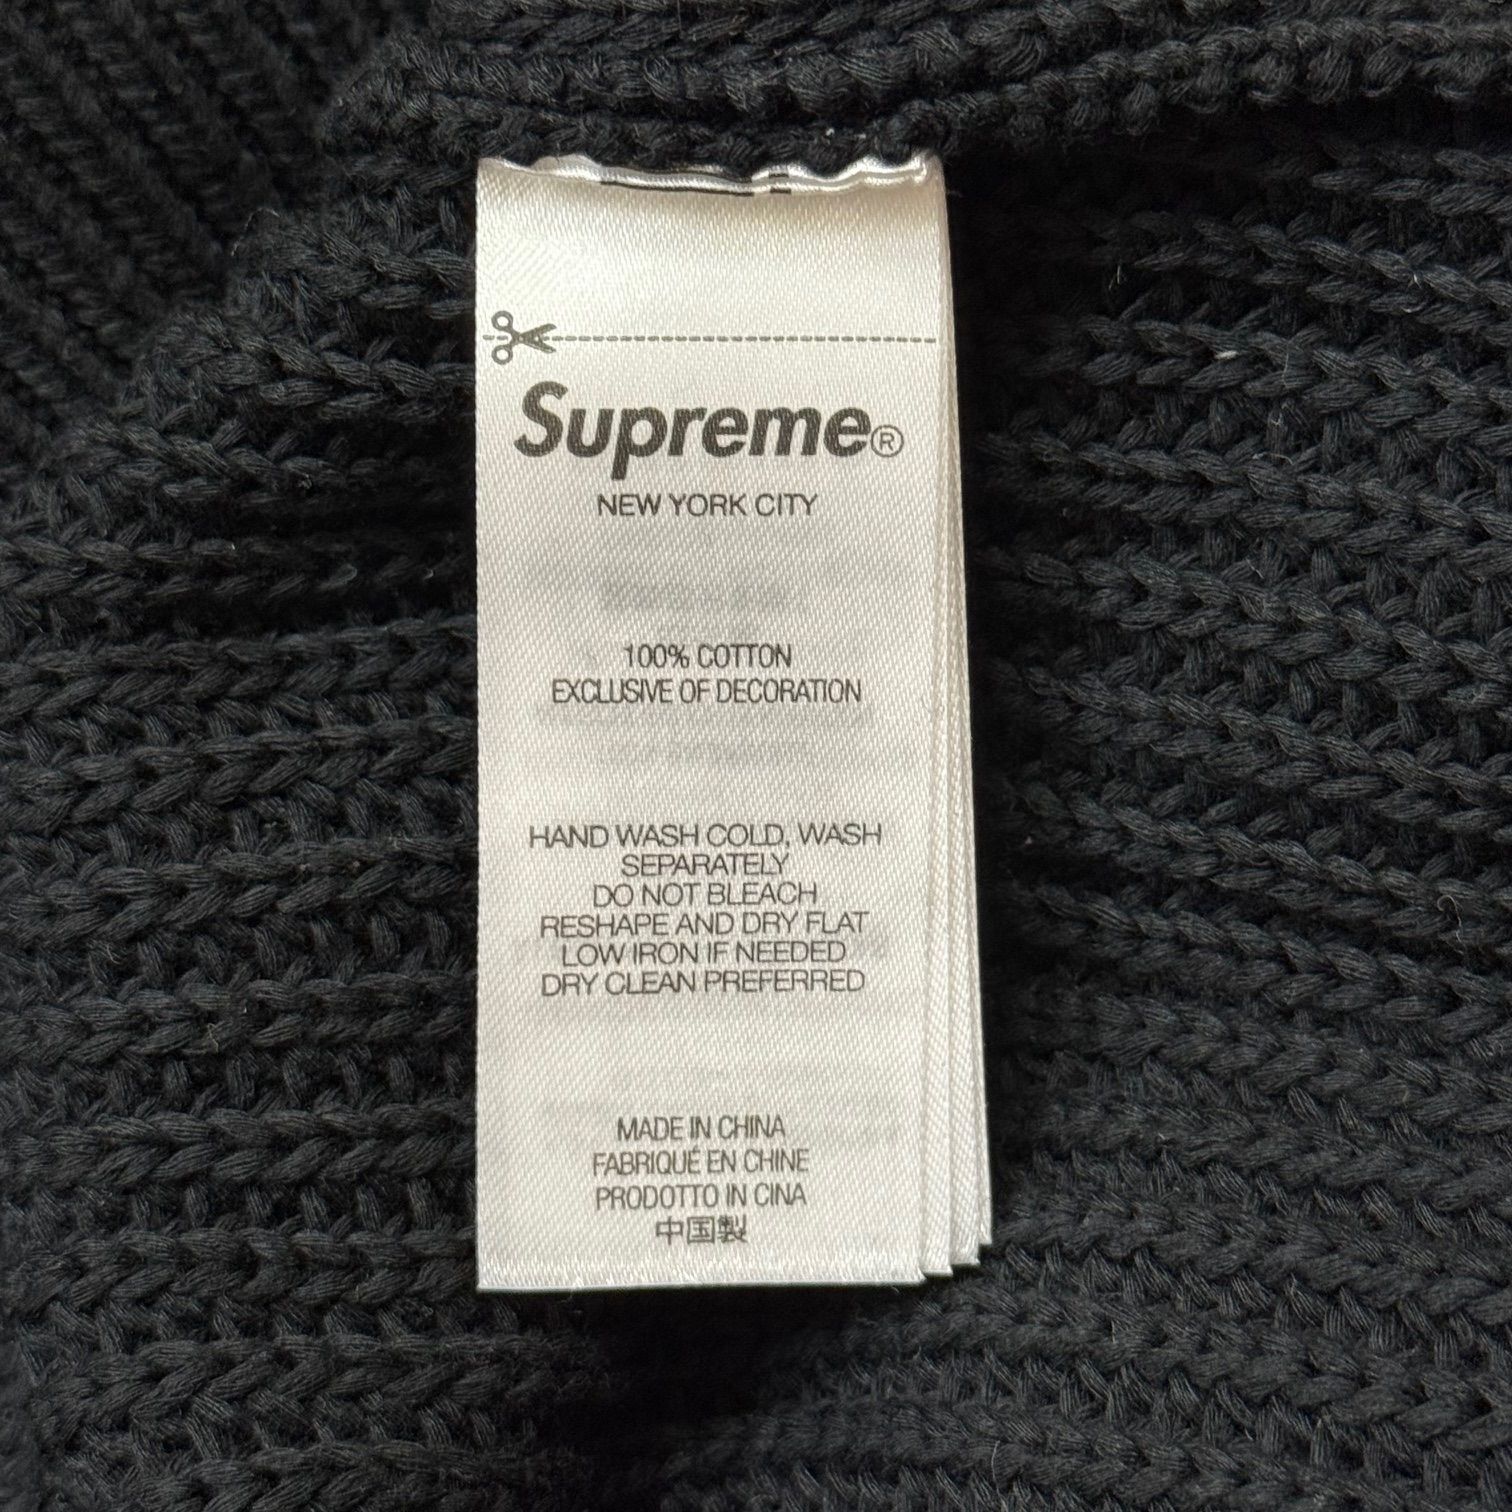 Supreme®
NEW YORK CITY
100% COTTON
EXCLUSIVE OF DECORATION
HAND WASH COLD, WASH
SEPARATELY
DO NOT BLEACH
RESHAPE AND DRY FLAT
LOW IRON IF NEEDED
DRY CLEAN PREFERRED
MADE IN CHINA
FABRIQUÉ EN CHINE
PRODOTTO IN CINA
中国製